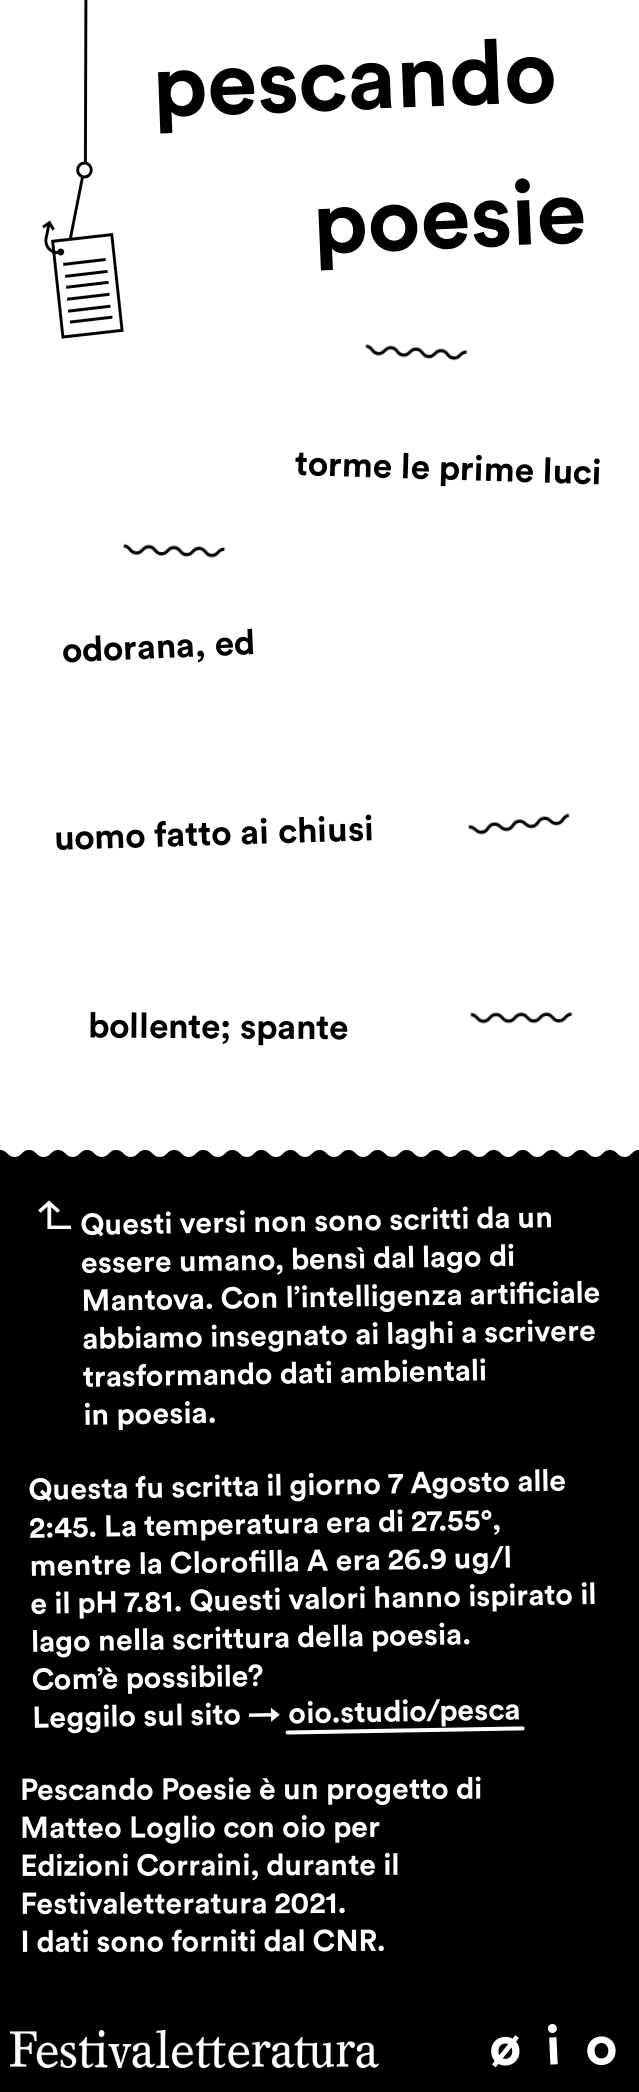 pescando
poesie
torme le prime luci
odorana, ed
uomo fatto ai chiusi
bollente; spante
Questi versi non sono scritti da un
essere umano, bensì dal lago di
Mantova. Con l’intelligenza artificiale
abbiamo insegnato ai laghi a scrivere
trasformando dati ambientali
in poesia.
Questa fu scritta il giorno 7 Agosto alle
2:45. La temperatura era di 27.55°,
mentre la Clorofilla A era 26.9 ug/l
e il pH 7.81. Questi valori hanno ispirato il
lago nella scrittura della poesia.
Com’è possibile?
Leggilo sul sito → oio.studio/pesca
Pescando Poesie è un progetto di
Matteo Loglio con oio per
Edizioni Corraini, durante il
Festivaletteratura 2021.
I dati sono forniti dal CNR.
Festivaletteratura ø i o